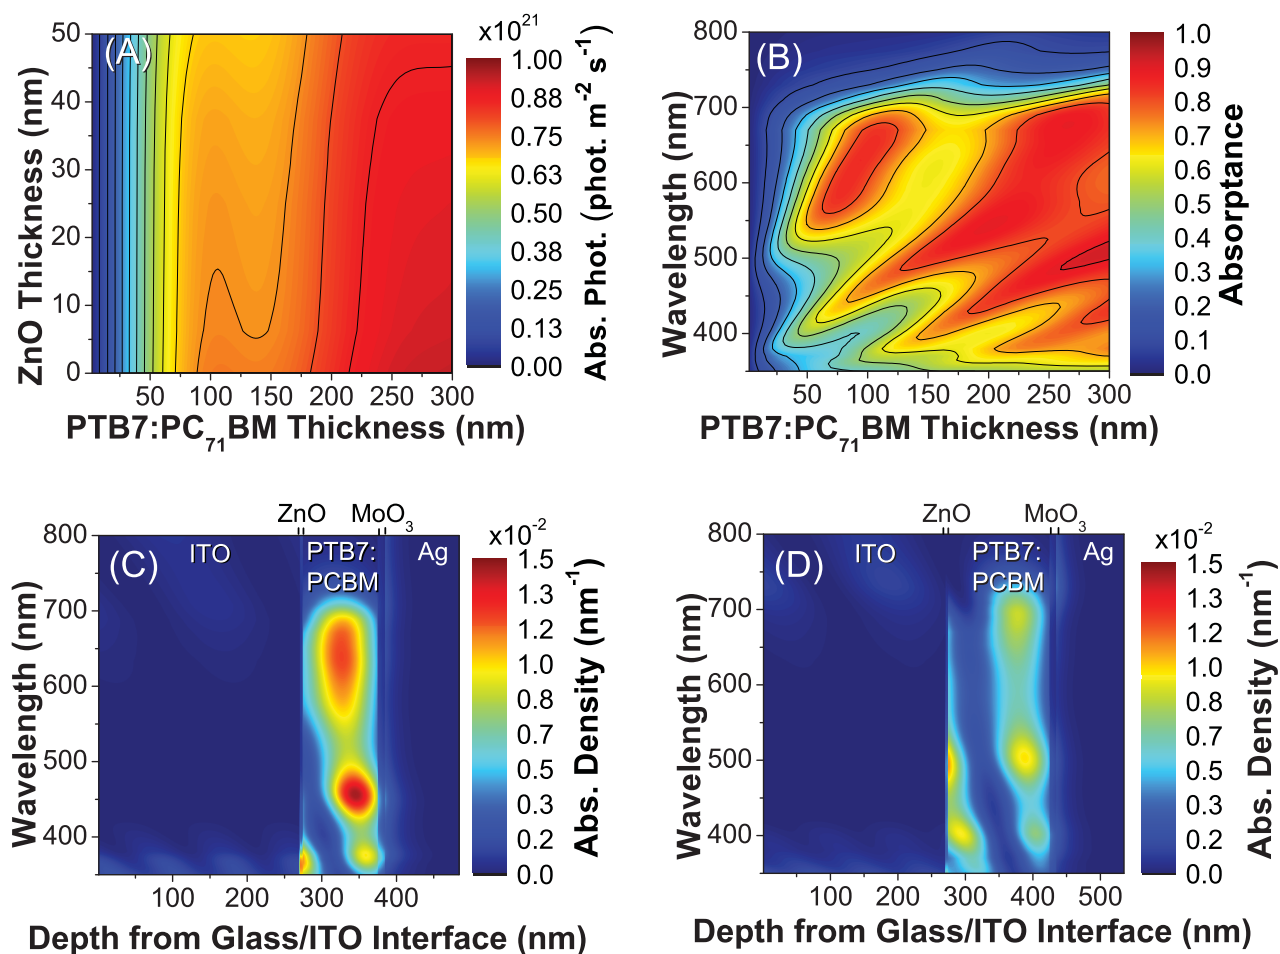 (A)
ZnO Thickness (nm)
50
40
30
20
10
0
50 100 150 200 250 300
PTB7:PC71BM Thickness (nm)
x10^21
1.00
0.88
0.75
0.63
0.50
0.38
0.25
0.13
0.00
Abs. Phot. (phot. m^-2 s^-1)
(B)
Wavelength (nm)
800
700
600
500
400
50 100 150 200 250 300
PTB7:PC71BM Thickness (nm)
1.0
0.9
0.8
0.7
0.6
0.5
0.4
0.3
0.2
0.1
0.0
Absorptance
ZnO MoO3
(C)
ITO
PTB7:
PCBM
Ag
Wavelength (nm)
800
700
600
500
400
100 200 300 400
Depth from Glass/ITO Interface (nm)
x10^-2
1.5
1.3
1.2
1.0
0.8
0.7
0.5
0.3
0.2
0.0
Abs. Density (nm^-1)
ZnO MoO3
(D)
ITO
PTB7:
PCBM
Ag
Wavelength (nm)
800
700
600
500
400
100 200 300 400 500
Depth from Glass/ITO Interface (nm)
x10^-2
1.5
1.3
1.2
1.0
0.8
0.7
0.5
0.3
0.2
0.0
Abs. Density (nm^-1)